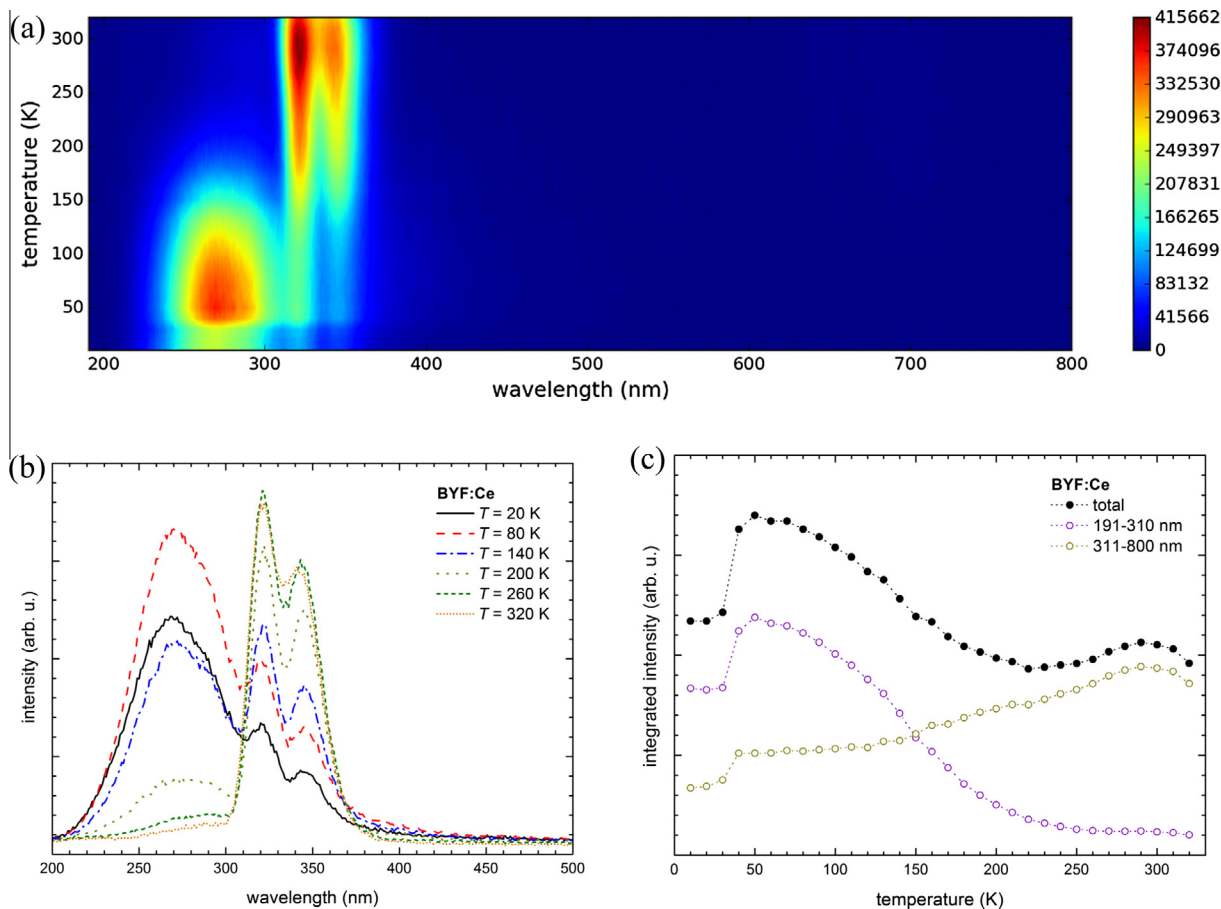 (a)
temperature (K)
300
250
200
150
100
50
200 300 400 500 600 700 800
wavelength (nm)
415662
374096
332530
290963
249397
207831
166265
124699
83132
41566
0
(b)
intensity (arb. u.)
BYF:Ce
T = 20 K
T = 80 K
T = 140 K
T = 200 K
T = 260 K
T = 320 K
200 250 300 350 400 450 500
wavelength (nm)
(c)
integrated intensity (arb. u.)
BYF:Ce
total
191-310 nm
311-800 nm
0 50 100 150 200 250 300
temperature (K)